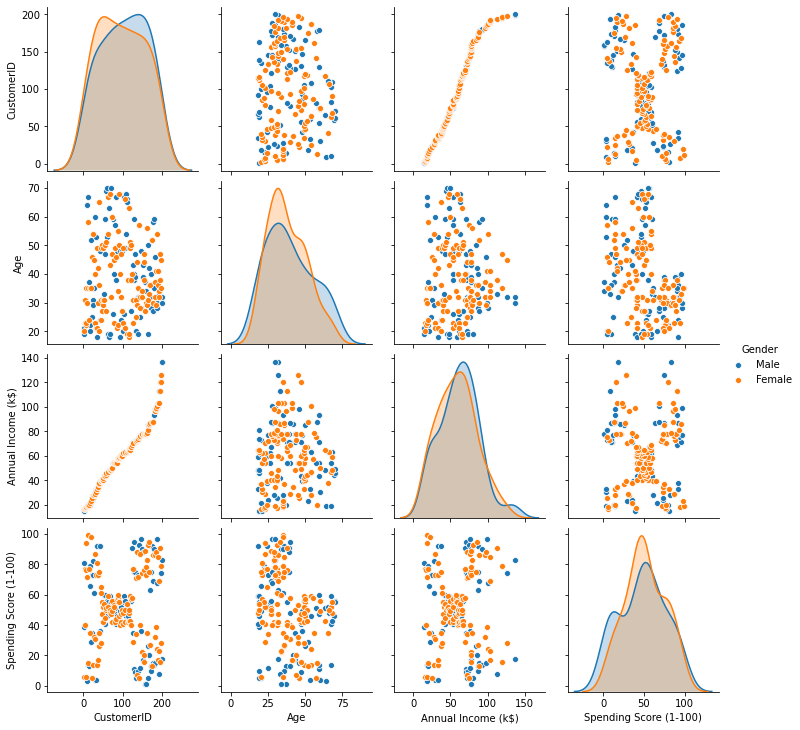 CustomerID
200
150
100
50
0
Age
70
60
50
40
30
20
Annual Income (k$)
140
120
100
80
60
40
20
Gender
Male
Female
Spending Score (1-100)
100
80
60
40
20
0
0 100 200
CustomerID
0 25 50 75
Age
0 50 100 150
Annual Income (k$)
0 50 100
Spending Score (1-100)